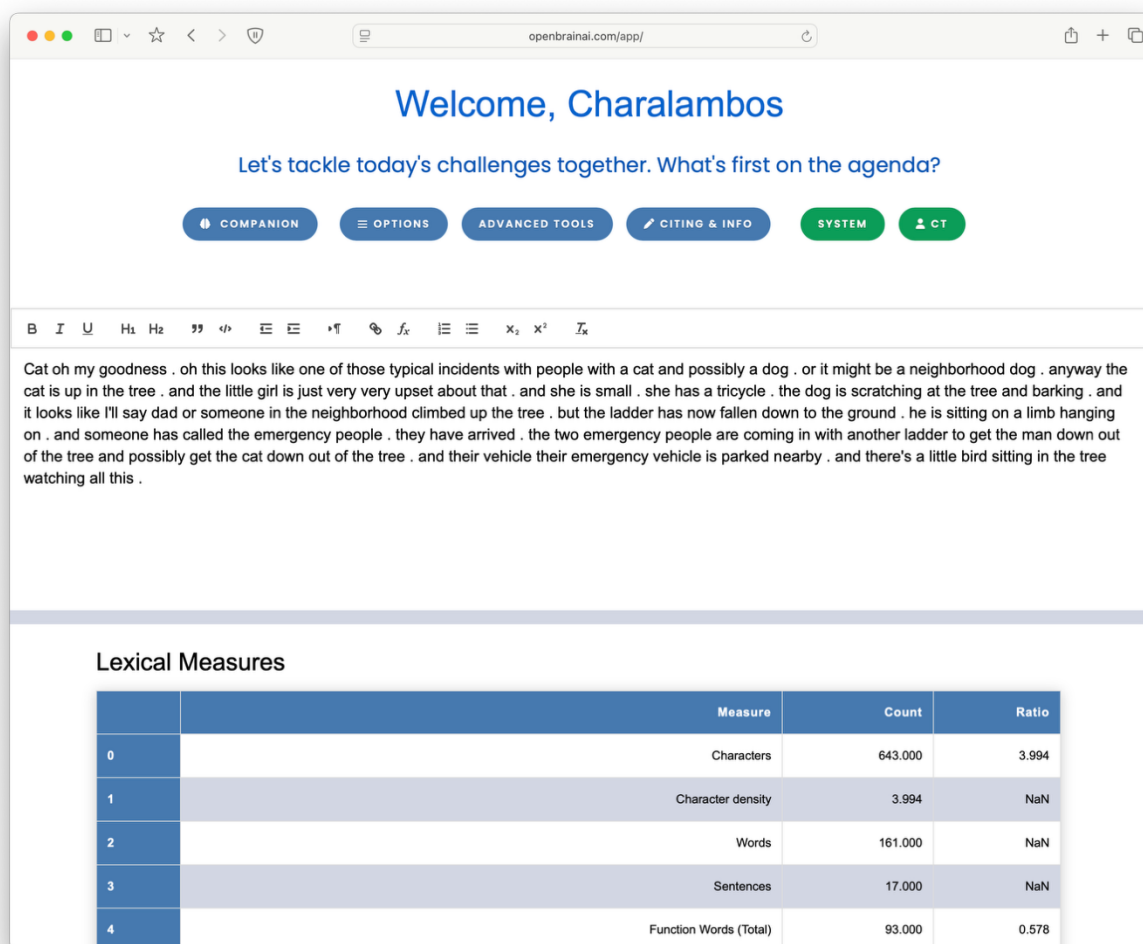 openbrainai.com/app/
Welcome, Charalambos
Let's tackle today's challenges together. What's first on the agenda?
COMPANION OPTIONS ADVANCED TOOLS CITING & INFO SYSTEM CT
B I U H1 H2 ” </> ¶ fx X₂ X² Tx
Cat oh my goodness . oh this looks like one of those typical incidents with people with a cat and possibly a dog . or it might be a neighborhood dog . anyway the
cat is up in the tree . and the little girl is just very very upset about that . and she is small . she has a tricycle . the dog is scratching at the tree and barking . and
it looks like I'll say dad or someone in the neighborhood climbed up the tree . but the ladder has now fallen down to the ground . he is sitting on a limb hanging
on . and someone has called the emergency people . they have arrived . the two emergency people are coming in with another ladder to get the man down out
of the tree and possibly get the cat down out of the tree . and their vehicle their emergency vehicle is parked nearby . and there's a little bird sitting in the tree
watching all this .
Lexical Measures
Measure Count Ratio
0 Characters 643.000 3.994
1 Character density 3.994 NaN
2 Words 161.000 NaN
3 Sentences 17.000 NaN
4 Function Words (Total) 93.000 0.578